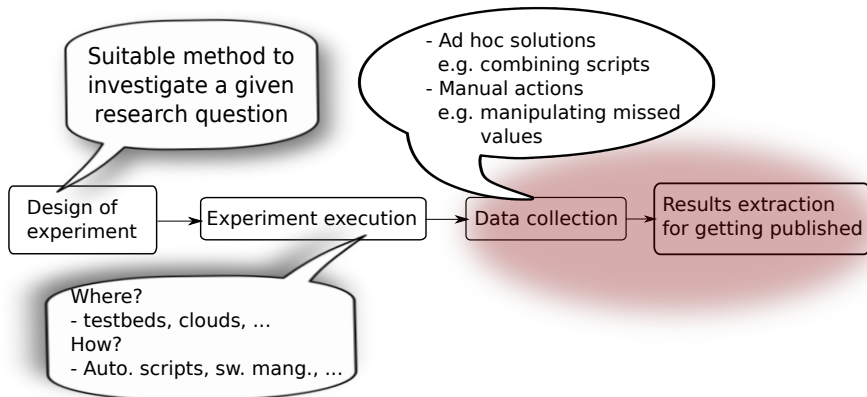 Suitable method to
investigate a given
research question
- Ad hoc solutions
e.g. combining scripts
- Manual actions
e.g. manipulating missed
values
Design of
experiment
Experiment execution
Data collection
Results extraction
for getting published
Where?
- testbeds, clouds, ...
How?
- Auto. scripts, sw. mang., ...